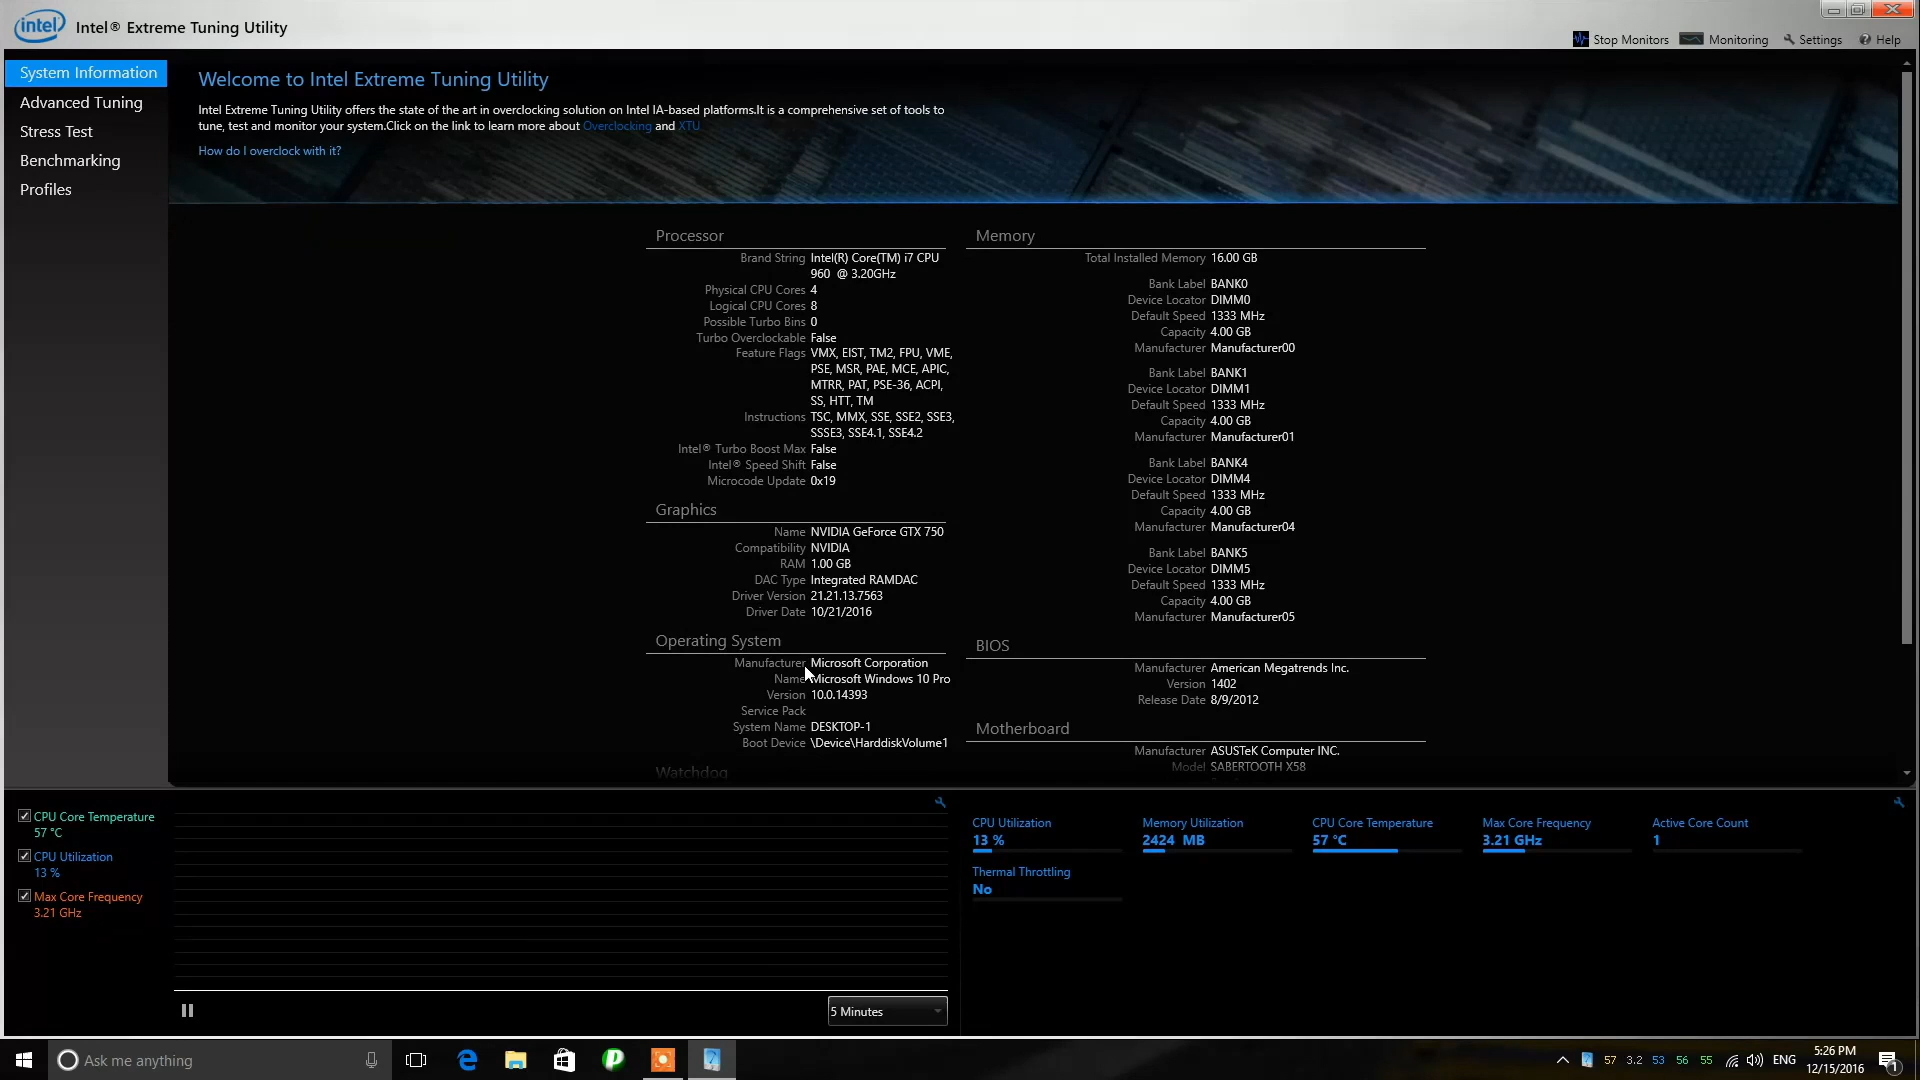 intel
Intel® Extreme Tuning Utility
Stop Monitors
Monitoring
Settings
Help
System Information
Advanced Tuning
Stress Test
Benchmarking
Profiles
Welcome to Intel Extreme Tuning Utility
Intel Extreme Tuning Utility offers the state of the art in overclocking solution on Intel IA-based platforms.It is a comprehensive set of tools to
tune, test and monitor your system.Click on the link to learn more about Overclocking and XTU
How do I overclock with it?
Processor
Brand String Intel(R) Core(TM) i7 CPU
960 @ 3.20GHz
Physical CPU Cores 4
Logical CPU Cores 8
Possible Turbo Bins 0
Turbo Overclockable False
Feature Flags VMX, EIST, TM2, FPU, VME,
PSE, MSR, PAE, MCE, APIC,
MTRR, PAT, PSE-36, ACPI,
SS, HTT, TM
Instructions TSC, MMX, SSE, SSE2, SSE3,
SSSE3, SSE4.1, SSE4.2
Intel® Turbo Boost Max False
Intel® Speed Shift False
Microcode Update 0x19
Graphics
Name NVIDIA GeForce GTX 750
Compatibility NVIDIA
RAM 1.00 GB
DAC Type Integrated RAMDAC
Driver Version 21.21.13.7563
Driver Date 10/21/2016
Operating System
Manufacturer Microsoft Corporation
Name Microsoft Windows 10 Pro
Version 10.0.14393
Service Pack
System Name DESKTOP-1
Boot Device \Device\HarddiskVolume1
Watchdog
Memory
Total Installed Memory 16.00 GB
Bank Label BANK0
Device Locator DIMM0
Default Speed 1333 MHz
Capacity 4.00 GB
Manufacturer Manufacturer00
Bank Label BANK1
Device Locator DIMM1
Default Speed 1333 MHz
Capacity 4.00 GB
Manufacturer Manufacturer01
Bank Label BANK4
Device Locator DIMM4
Default Speed 1333 MHz
Capacity 4.00 GB
Manufacturer Manufacturer04
Bank Label BANK5
Device Locator DIMM5
Default Speed 1333 MHz
Capacity 4.00 GB
Manufacturer Manufacturer05
BIOS
Manufacturer American Megatrends Inc.
Version 1402
Release Date 8/9/2012
Motherboard
Manufacturer ASUSTeK Computer INC.
Model SABERTOOTH X58
CPU Core Temperature
57 °C
CPU Utilization
13 %
Max Core Frequency
3.21 GHz
5 Minutes
CPU Utilization
13 %
Memory Utilization
2424 MB
CPU Core Temperature
57 °C
Max Core Frequency
3.21 GHz
Active Core Count
1
Thermal Throttling
No
Ask me anything
57 3.2 53 56 55
ENG
5:26 PM
12/15/2016
1